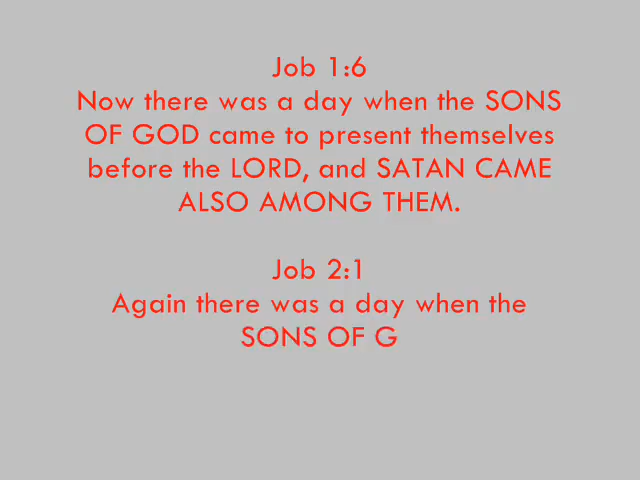 Job 1:6
Now there was a day when the SONS
OF GOD came to present themselves
before the LORD, and SATAN CAME
ALSO AMONG THEM.
Job 2:1
Again there was a day when the
SONS OF G